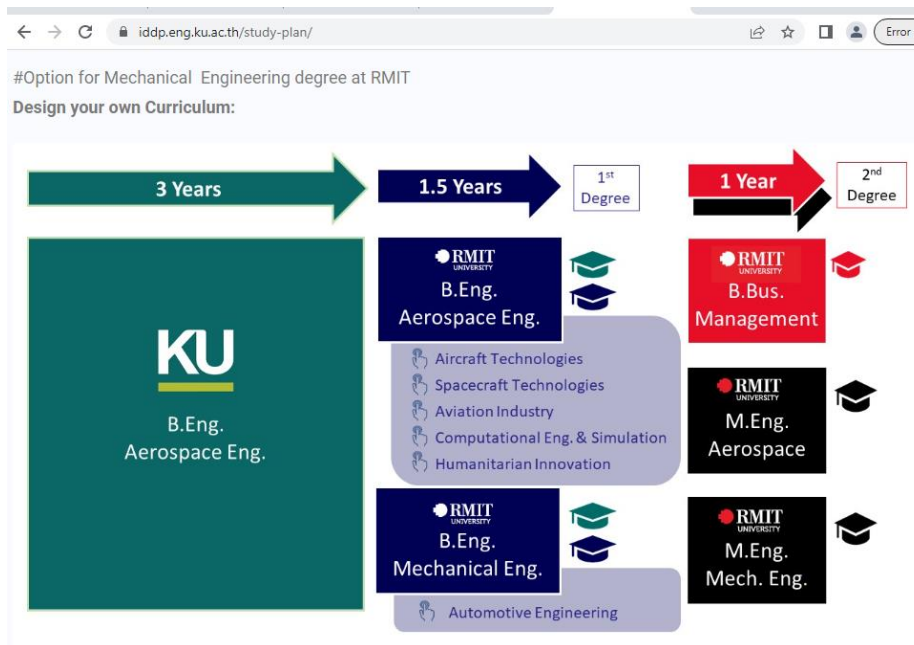 iddp.eng.ku.ac.th/study-plan/
Error
#Option for Mechanical Engineering degree at RMIT
Design your own Curriculum:
3 Years
1.5 Years
1st
Degree
1 Year
2nd
Degree
KU
B.Eng.
Aerospace Eng.
RMIT
UNIVERSITY
B.Eng.
Aerospace Eng.
Aircraft Technologies
Spacecraft Technologies
Aviation Industry
Computational Eng. & Simulation
Humanitarian Innovation
RMIT
UNIVERSITY
B.Eng.
Mechanical Eng.
Automotive Engineering
RMIT
UNIVERSITY
B.Bus.
Management
RMIT
UNIVERSITY
M.Eng.
Aerospace
RMIT
UNIVERSITY
M.Eng.
Mech. Eng.